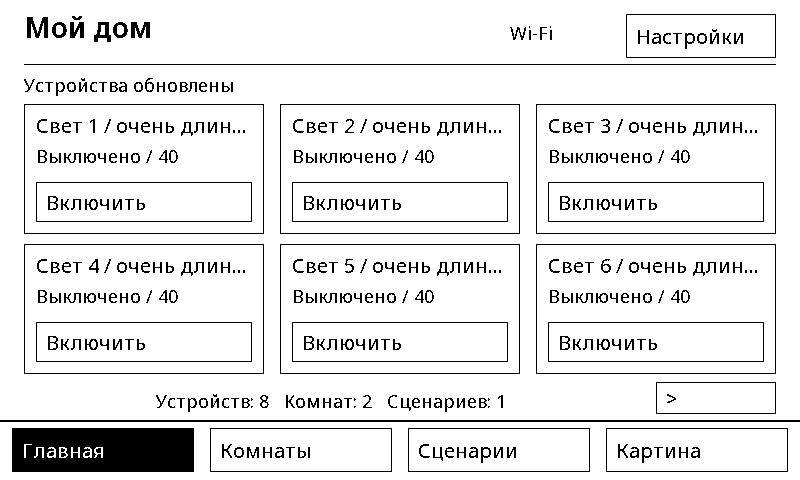 Мой дом
Wi-Fi
Настройки
Устройства обновлены
Свет 1 / очень длин...
Свет 2 / очень длин...
Свет 3 / очень длин...
Выключено / 40
Выключено / 40
Выключено / 40
Включить
Включить
Включить
Свет 4 / очень длин...
Свет 5 / очень длин...
Свет 6 / очень длин...
Выключено / 40
Выключено / 40
Выключено / 40
Включить
Включить
Включить
Устройств: 8 Комнат: 2 Сценариев: 1
>
Главная
Комнаты
Сценарии
Картина